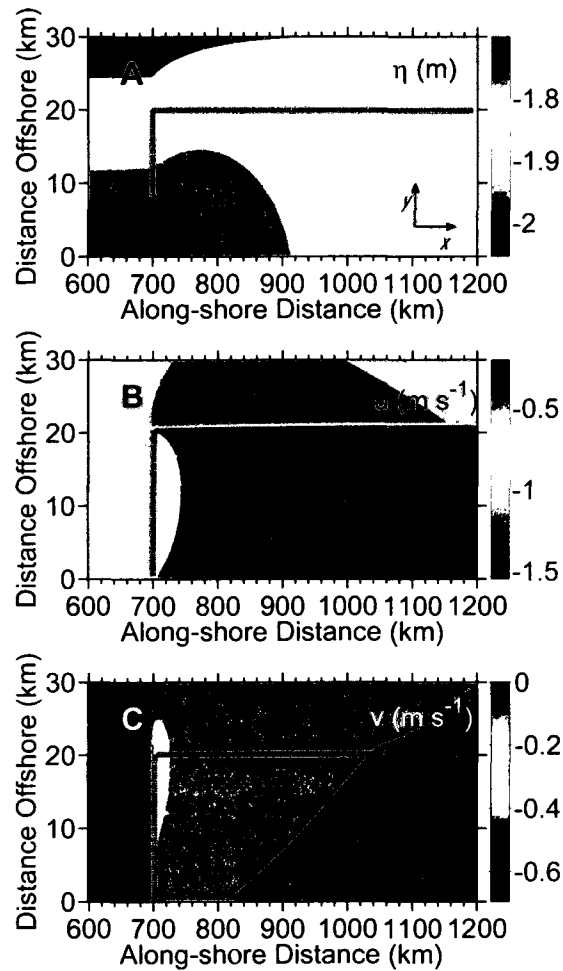 30
20
10
0
Distance Offshore (km)
A
η (m)
y
x
-1.8
-1.9
-2
600 700 800 900 1000 1100 1200
Along-shore Distance (km)
30
20
10
0
Distance Offshore (km)
B
(m s⁻¹)
-0.5
-1
-1.5
600 700 800 900 1000 1100 1200
Along-shore Distance (km)
30
20
10
0
Distance Offshore (km)
C
v (m s⁻¹)
0
-0.2
-0.4
-0.6
600 700 800 900 1000 1100 1200
Along-shore Distance (km)